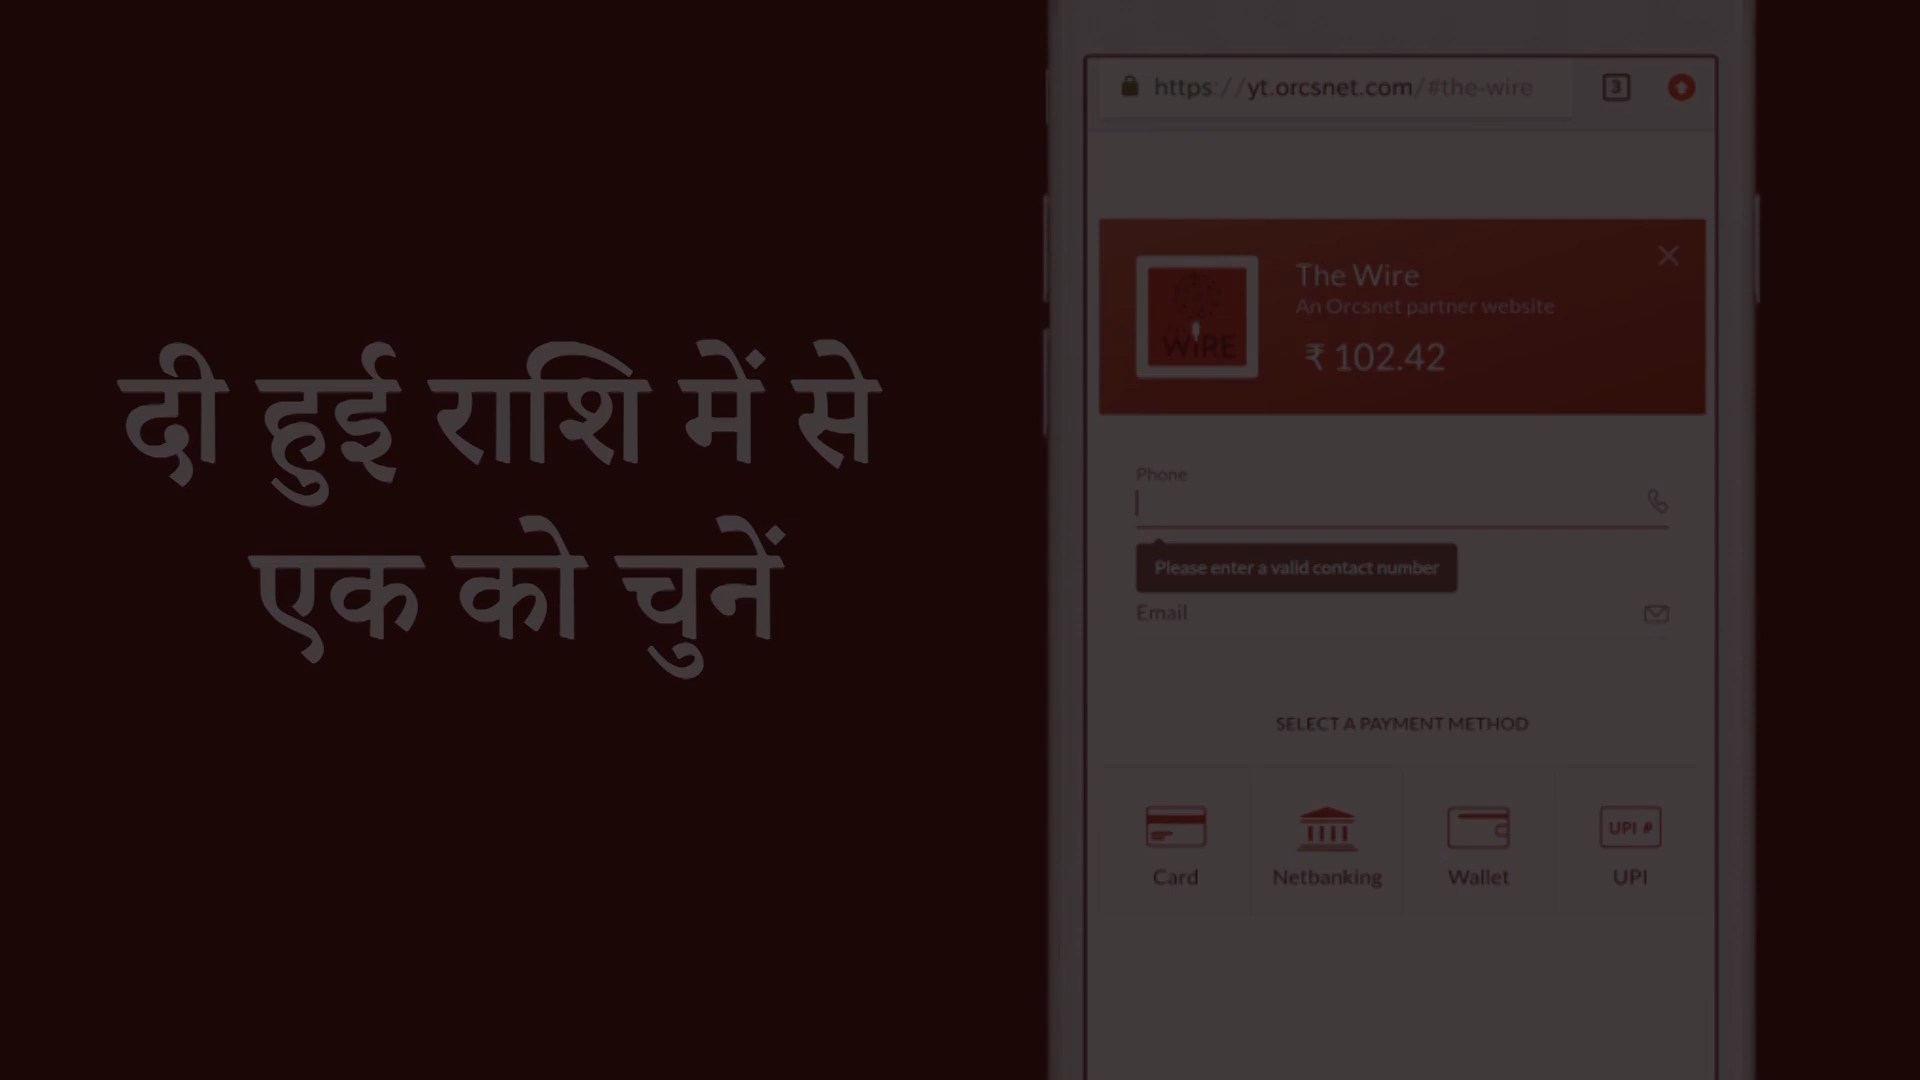 दी हुई राशि में से
एक को चुनें
https://yt.orcsnet.com/#the-wire
3
The Wire
An Orcsnet partner website
₹ 102.42
WIRE
Phone
Please enter a valid contact number
Email
SELECT A PAYMENT METHOD
UPI
Card
Netbanking
Wallet
UPI